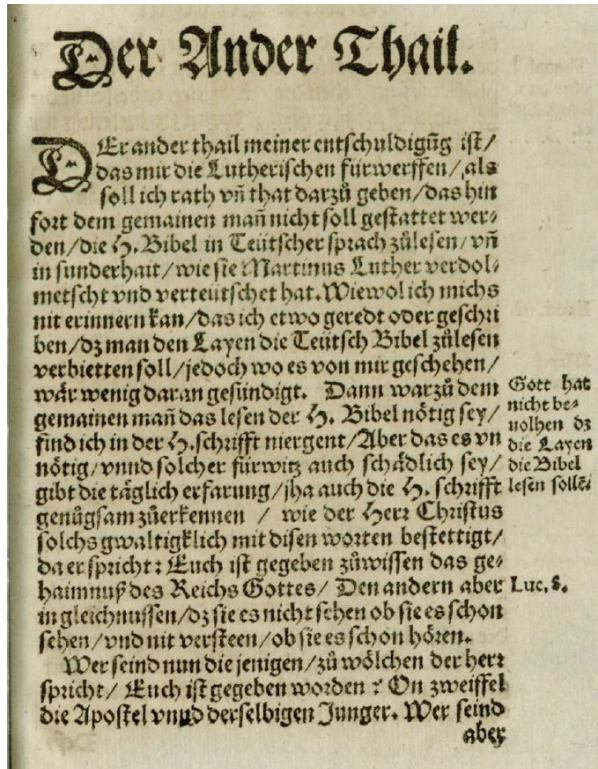 Der Ander Thail.
DEr ander thail meiner entschuldigũg ist/
das mir die Lutherischen fürwerffen/als
soll ich rath vñ that darzů geben/das hin
fort dem gemainen mañ nicht soll gestattet wer⸗
den/die H. Bibel in Teütscher sprach zůlesen/vñ
in sunderhait/wie sie Martinus Luther verdol⸗
metscht vnd verteutschet hat. Wiewol ich michs
nit erinnern kan/das ich etwo geredt oder geschri
ben/dz man den Layen die Teutsch Bibel zůlesen
verbietten soll/jedoch wo es von mir geschehen/
wår wenig daran gesündigt. Dann warzů dem
gemainen mañ das lesen der H. Bibel nötig sey/
find ich in der H.schrifft niergent/Aber das es vn
nötig/vnnd solcher fürwitz auch schådlich sey/
gibt die tåglich erfarung/jha auch die H. schrifft
genůgsam zůerkennen / wie der Herr Christus
solchs gwaltigklich mit disen worten bestettigt/
da er spricht: Euch ist gegeben zůwissen das ge⸗
haimnuß des Reichs Gottes/ Den andern aber
in gleichnussen/dz sie es nicht sehen ob sie es schon
sehen/vnd nit versteen/ob sie es schon hören.
Wer seind nun die jenigen/zů wölchen der herr
spricht/ Euch ist gegeben worden? On zweiffel
die Apostel vnnd derselbigen Junger. Wer seind
aber
Gott hat
nicht be⸗
uolhen dz
die Layen
die Bibel
lesen sollẽ.
Luc. 8.